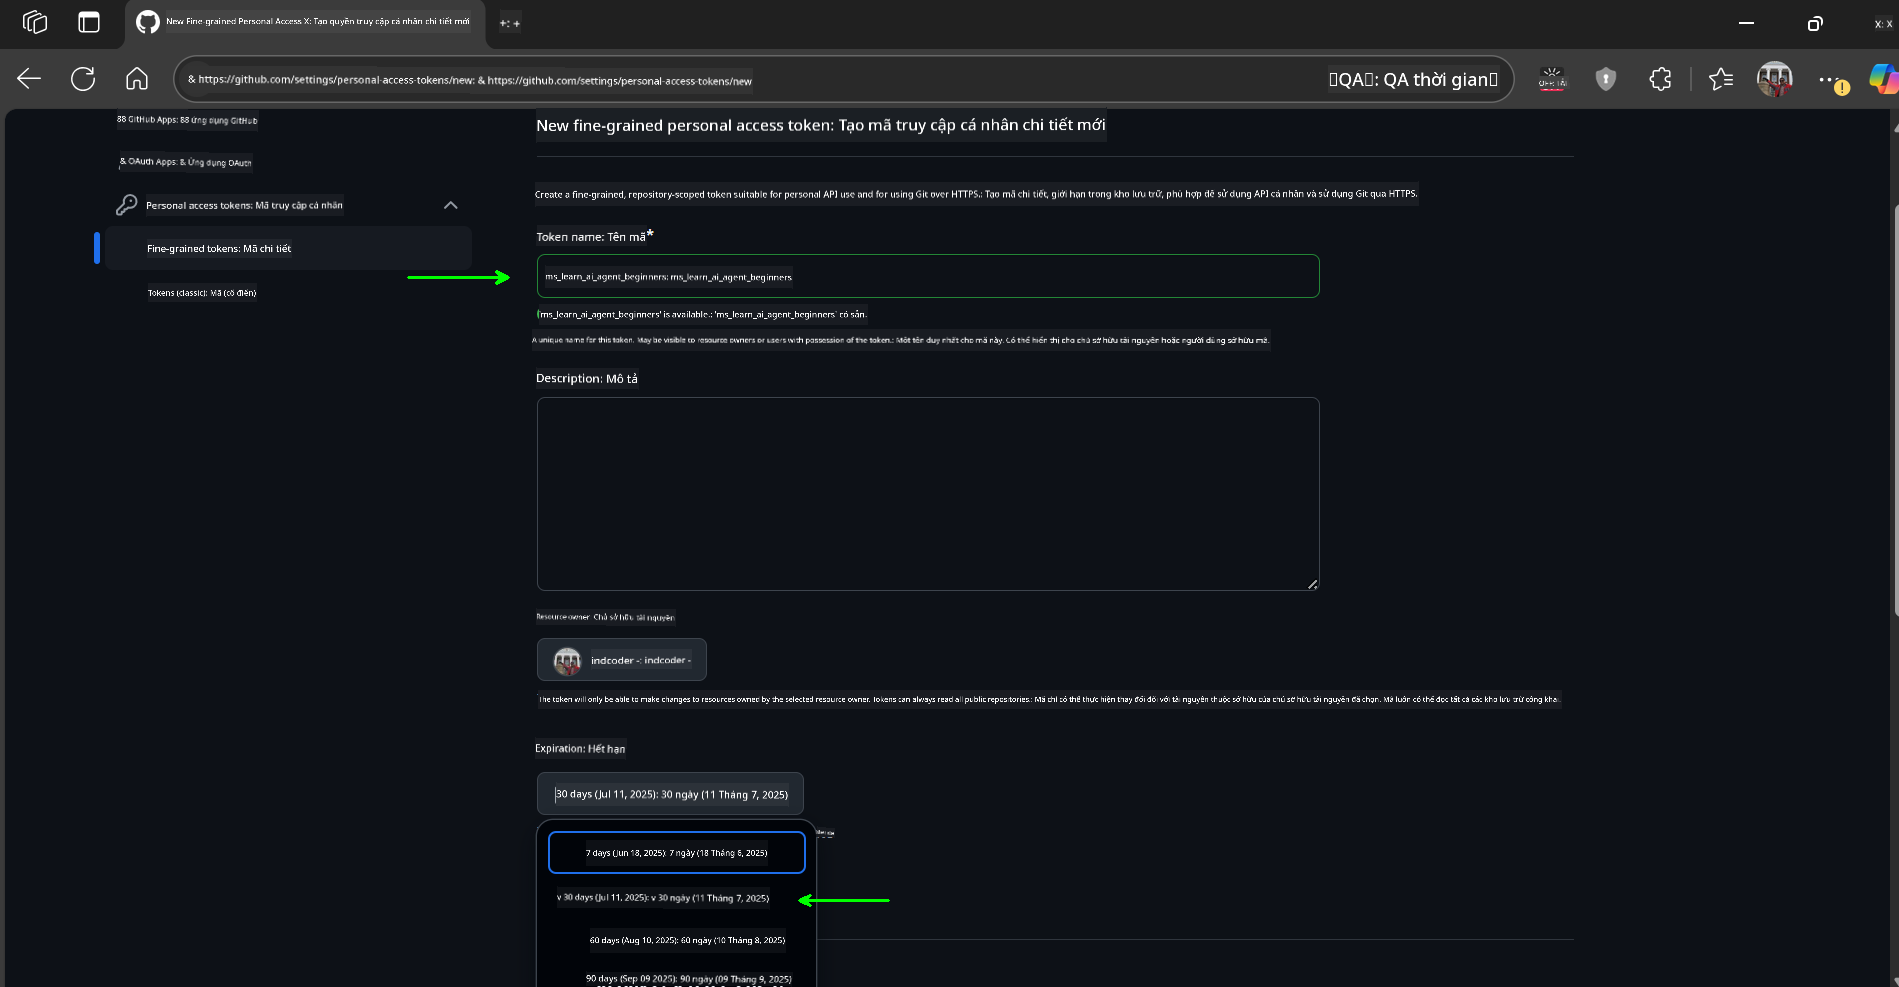 New Fine-grained Personal Access X: Tạo quyền truy cập cá nhân chi tiết mới
+: +
X: X
& https://github.com/settings/personal-access-tokens/new: & https://github.com/settings/personal-access-tokens/new
QA: QA thời gian
88 GitHub Apps: 88 ứng dụng GitHub
& OAuth Apps: & Ứng dụng OAuth
Personal access tokens: Mã truy cập cá nhân
Fine-grained tokens: Mã chi tiết
Tokens (classic): Mã (cổ điển)
New fine-grained personal access token: Tạo mã truy cập cá nhân chi tiết mới
Create a fine-grained, repository-scoped token suitable for personal API use and for using Git over HTTPS.: Tạo mã chi tiết, giới hạn trong kho lưu trữ, phù hợp để sử dụng API cá nhân và sử dụng Git qua HTTPS.
Token name: Tên mã*
ms_learn_ai_agent_beginners: ms_learn_ai_agent_beginners
'ms_learn_ai_agent_beginners' is available.: 'ms_learn_ai_agent_beginners' có sẵn.
A unique name for this token. May be visible to resource owners or users with possession of the token.: Một tên duy nhất cho mã này. Có thể hiển thị cho chủ sở hữu tài nguyên hoặc người dùng sở hữu mã.
Description: Mô tả
Resource owner: Chủ sở hữu tài nguyên
indcoder -: indcoder -
The token will only be able to make changes to resources owned by the selected resource owner. Tokens can always read all public repositories.: Mã chỉ có thể thực hiện thay đổi đối với tài nguyên thuộc sở hữu của chủ sở hữu tài nguyên đã chọn. Mã luôn có thể đọc tất cả các kho lưu trữ công khai.
Expiration: Hết hạn
30 days (Jul 11, 2025): 30 ngày (11 Tháng 7, 2025)
7 days (Jun 18, 2025): 7 ngày (18 Tháng 6, 2025)
v 30 days (Jul 11, 2025): v 30 ngày (11 Tháng 7, 2025)
60 days (Aug 10, 2025): 60 ngày (10 Tháng 8, 2025)
90 days (Sep 09 2025): 90 ngày (09 Tháng 9, 2025)